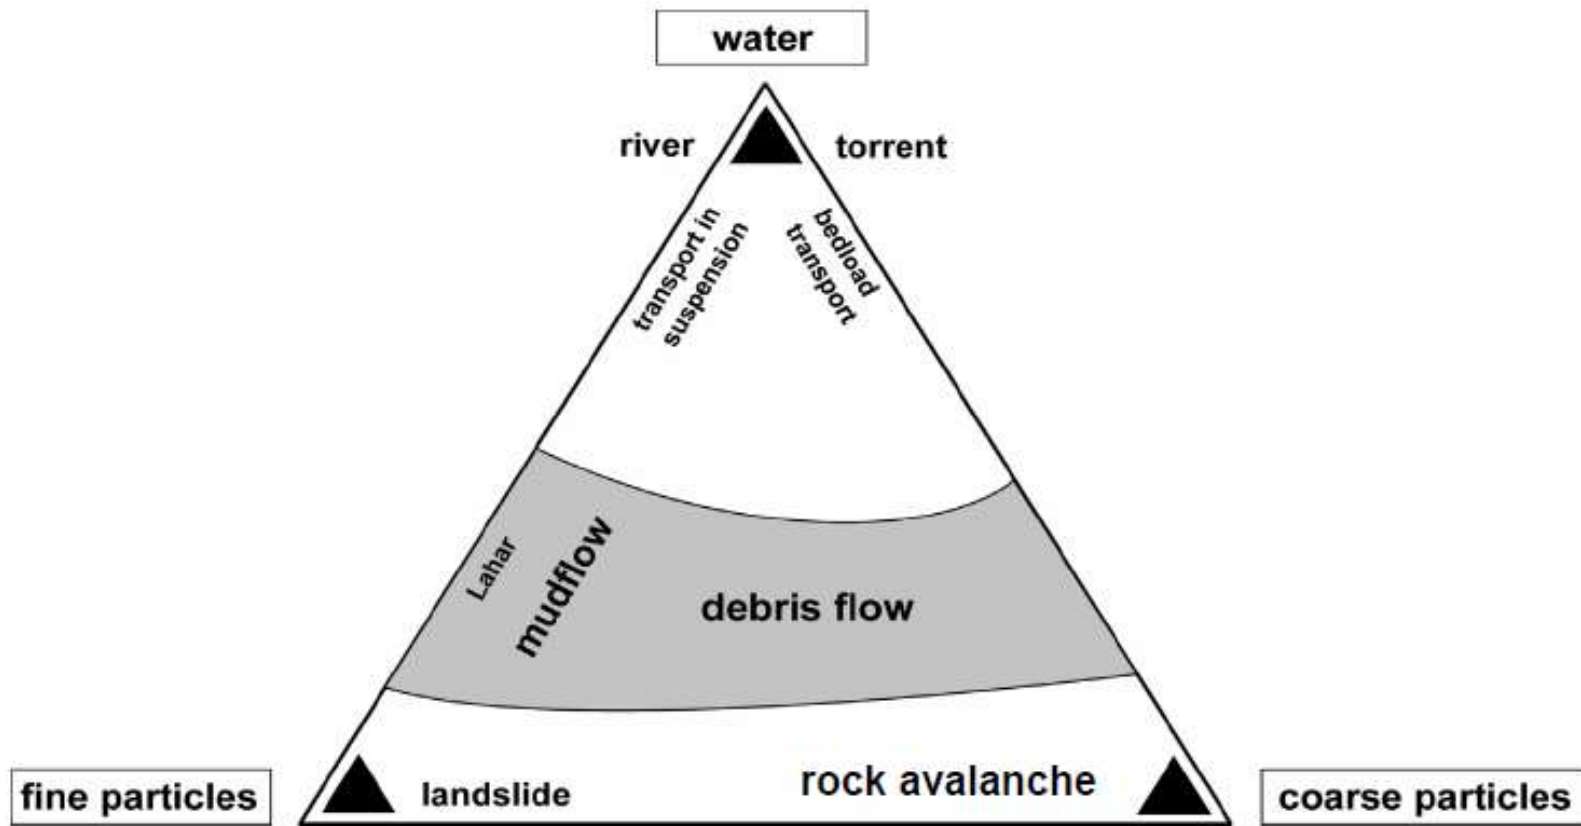 water
river
torrent
transport in
suspension
bedload
transport
Lahar
mudflow
debris flow
fine particles
landslide
rock avalanche
coarse particles